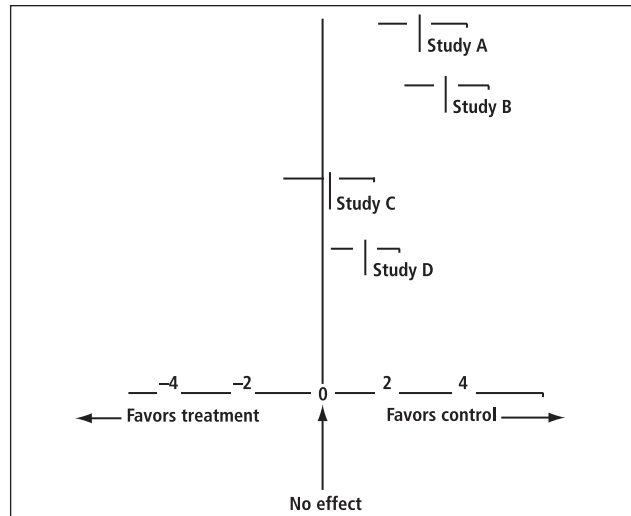 Study A
Study B
Study C
Study D
–4 –2 0 2 4
Favors treatment Favors control
No effect